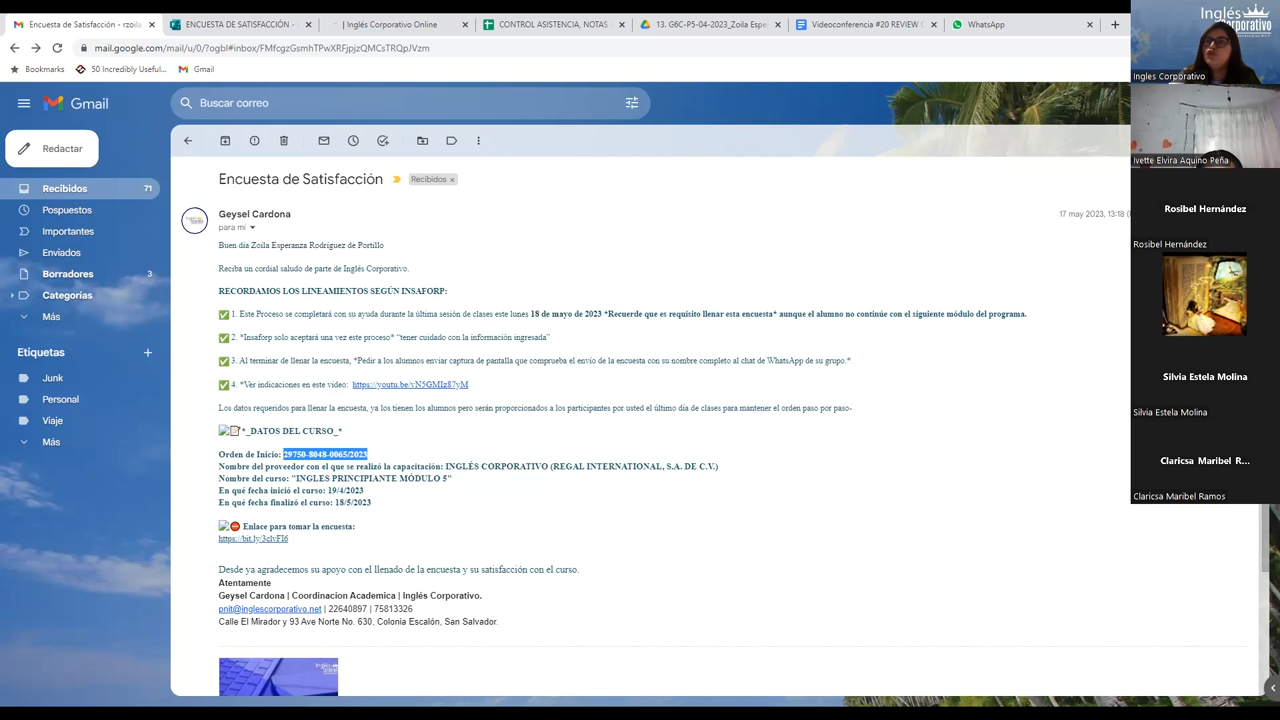 Encuesta de Satisfacción - rzoila
ENCUESTA DE SATISFACCIÓN -
Inglés Corporativo Online
CONTROL ASISTENCIA, NOTAS
13. G6C-P5-04-2023_Zoila Espe
Videoconferencia #20 REVIEW
WhatsApp
mail.google.com/mail/u/0/?ogbl#inbox/FMfcgzGsmhTPwXRFjpjzQMCsTRQpJVzm
Bookmarks
50 Incredibly Useful...
Gmail
Gmail
Buscar correo
Redactar
Recibidos 71
Pospuestos
Importantes
Enviados
Borradores 3
Categorías
Más
Etiquetas
Junk
Personal
Viaje
Más
Encuesta de Satisfacción
Recibidos
Geysel Cardona
17 may 2023, 13:18
para mí
Buen día Zoila Esperanza Rodríguez de Portillo
Reciba un cordial saludo de parte de Inglés Corporativo.
RECORDAMOS LOS LINEAMIENTOS SEGÚN INSAFORP:
✅ 1. Este Proceso se completará con su ayuda durante la última sesión de clases este lunes 18 de mayo de 2023 *Recuerde que es requisito llenar esta encuesta* aunque el alumno no continúe con el siguiente módulo del programa.
✅ 2. *Insaforp solo aceptará una vez este proceso* “tener cuidado con la información ingresada”
✅ 3. Al terminar de llenar la encuesta, *Pedir a los alumnos enviar captura de pantalla que comprueba el envío de la encuesta con su nombre completo al chat de WhatsApp de su grupo.*
✅ 4. *Ver indicaciones en este video: https://youtu.be/vN5GMIz87yM
Los datos requeridos para llenar la encuesta, ya los tienen los alumnos pero serán proporcionados a los participantes por usted el último día de clases para mantener el orden paso por paso-
*_DATOS DEL CURSO_*
Orden de Inicio: 29750-8048-0065/2023
Nombre del proveedor con el que se realizó la capacitación: INGLÉS CORPORATIVO (REGAL INTERNATIONAL, S.A. DE C.V.)
Nombre del curso: "INGLES PRINCIPIANTE MÓDULO 5"
En qué fecha inició el curso: 19/4/2023
En qué fecha finalizó el curso: 18/5/2023
Enlace para tomar la encuesta:
https://bit.ly/3clvFI6
Desde ya agradecemos su apoyo con el llenado de la encuesta y su satisfacción con el curso.
Atentamente
Geysel Cardona | Coordinacion Academica | Inglés Corporativo.
pnit@inglescorporativo.net | 22640897 | 75813326
Calle El Mirador y 93 Ave Norte No. 630, Colonia Escalón, San Salvador.
Inglés
Corporativo
Ingles Corporativo
Ivette Elvira Aquino Peña
Rosibel Hernández
Rosibel Hernández
Silvia Estela Molina
Silvia Estela Molina
Claricsa Maribel R...
Claricsa Maribel Ramos